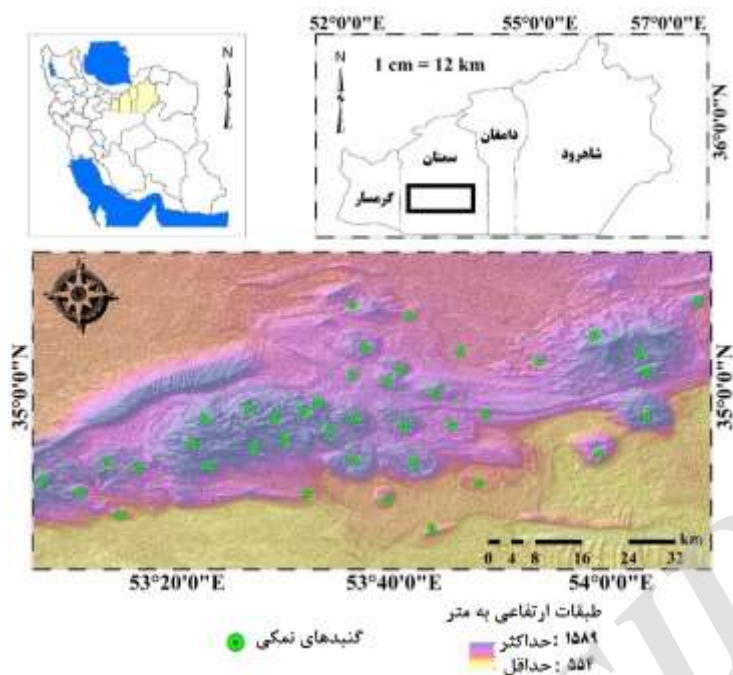 52°0'0"E 55°0'0"E 57°0'0"E
N
N
1 cm = 12 km
36°0'0"N
دامغان
شاهرود
سمنان
گرمسار
35°0'0"N
35°0'0"N
km
0 4 8 16 24 32
53°20'0"E 53°40'0"E 54°0'0"E
طبقات ارتفاعی به متر
گنبدهای نمکی
حداکثر : ۱۵۸۹
حداقل : ۵۵۴